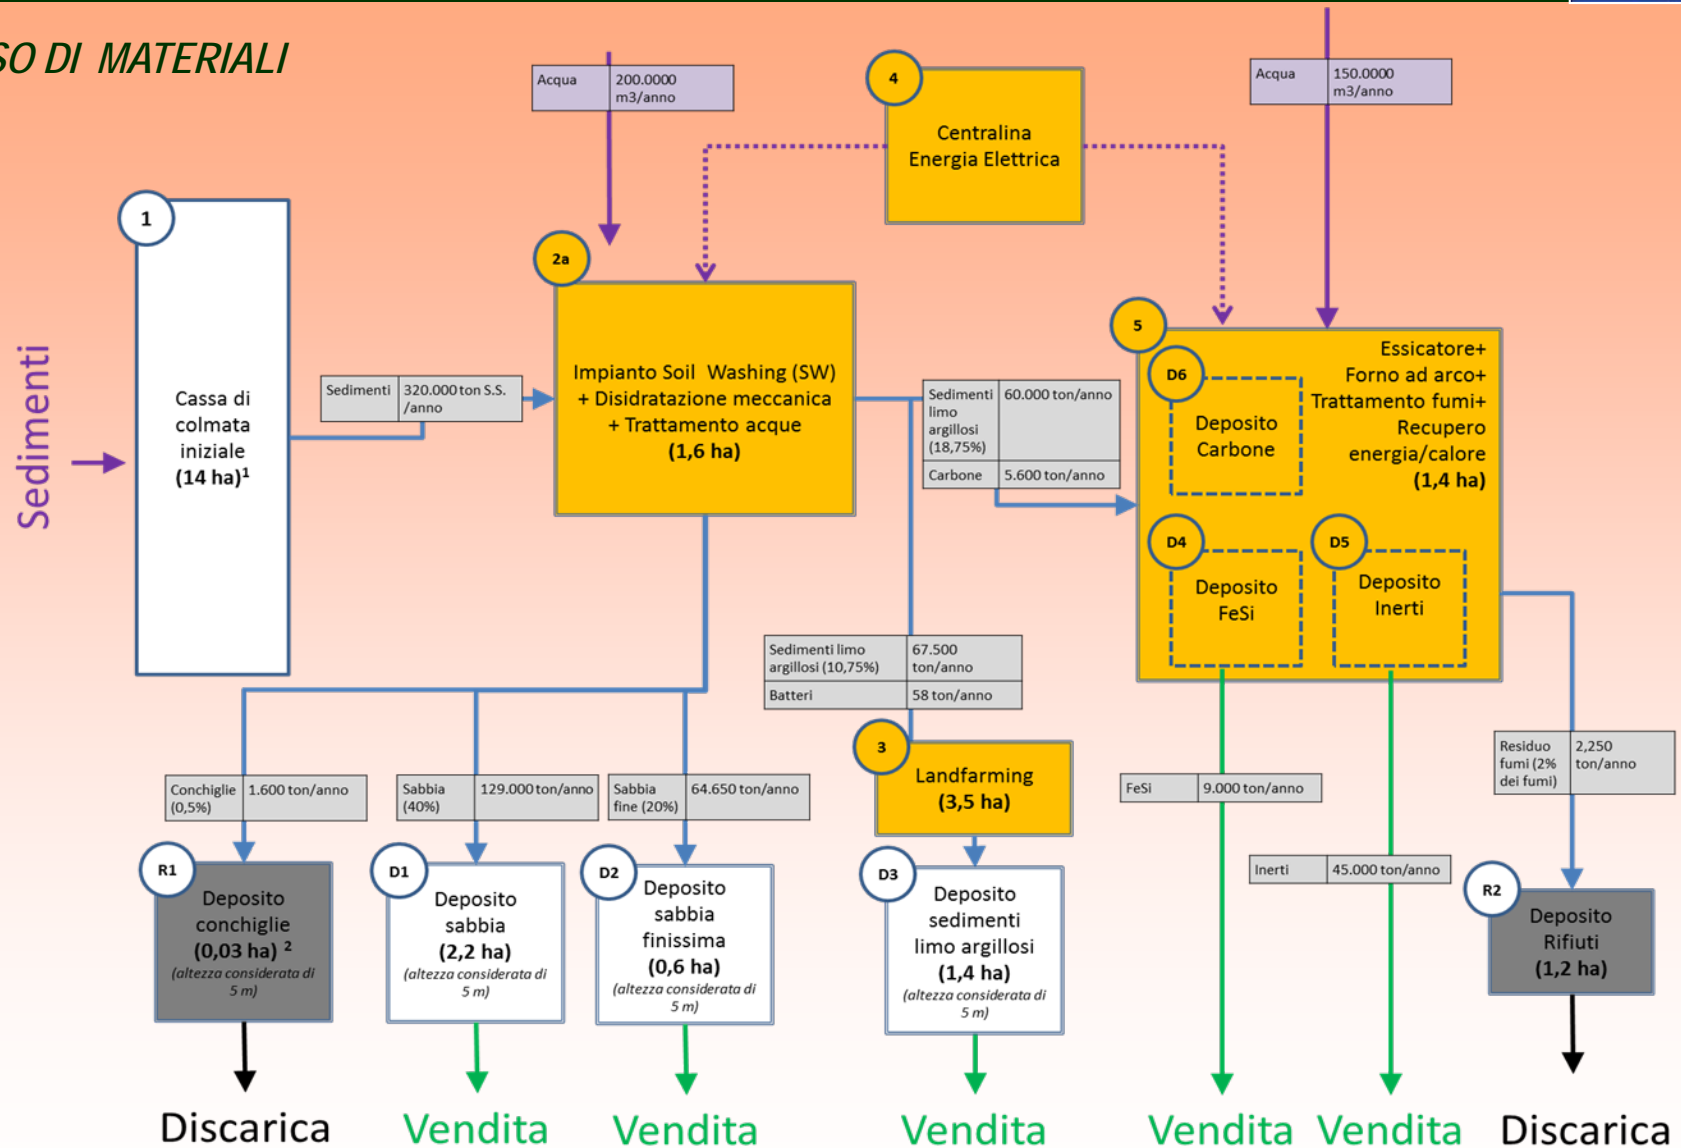 SO DI MATERIALI
Acqua
200.0000
m3/anno
4
Centralina
Energia Elettrica
Acqua
150.0000
m3/anno
1
Cassa di
colmata
iniziale
(14 ha)1
Sedimenti
Sedimenti
320.000 ton S.S.
/anno
2a
Impianto Soil Washing (SW)
+ Disidratazione meccanica
+ Trattamento acque
(1,6 ha)
Sedimenti
limo
argillosi
(18,75%)
60.000 ton/anno
Carbone
5.600 ton/anno
5
Essicatore+
Forno ad arco+
Trattamento fumi+
Recupero
energia/calore
(1,4 ha)
D6
Deposito
Carbone
D4
Deposito
FeSi
D5
Deposito
Inerti
Sedimenti limo
argillosi (10,75%)
67.500
ton/anno
Batteri
58 ton/anno
3
Landfarming
(3,5 ha)
Conchiglie
(0,5%)
1.600 ton/anno
Sabbia
(40%)
129.000 ton/anno
Sabbia
fine (20%)
64.650 ton/anno
FeSi
9.000 ton/anno
Inerti
45.000 ton/anno
Residuo
fumi (2%
dei fumi)
2,250
ton/anno
R1
Deposito
conchiglie
(0,03 ha) 2
(altezza considerata di
5 m)
D1
Deposito
sabbia
(2,2 ha)
(altezza considerata di
5 m)
D2
Deposito
sabbia
finissima
(0,6 ha)
(altezza considerata di
5 m)
D3
Deposito
sedimenti
limo argillosi
(1,4 ha)
(altezza considerata di
5 m)
R2
Deposito
Rifiuti
(1,2 ha)
Discarica
Vendita
Vendita
Vendita
Vendita
Vendita
Discarica